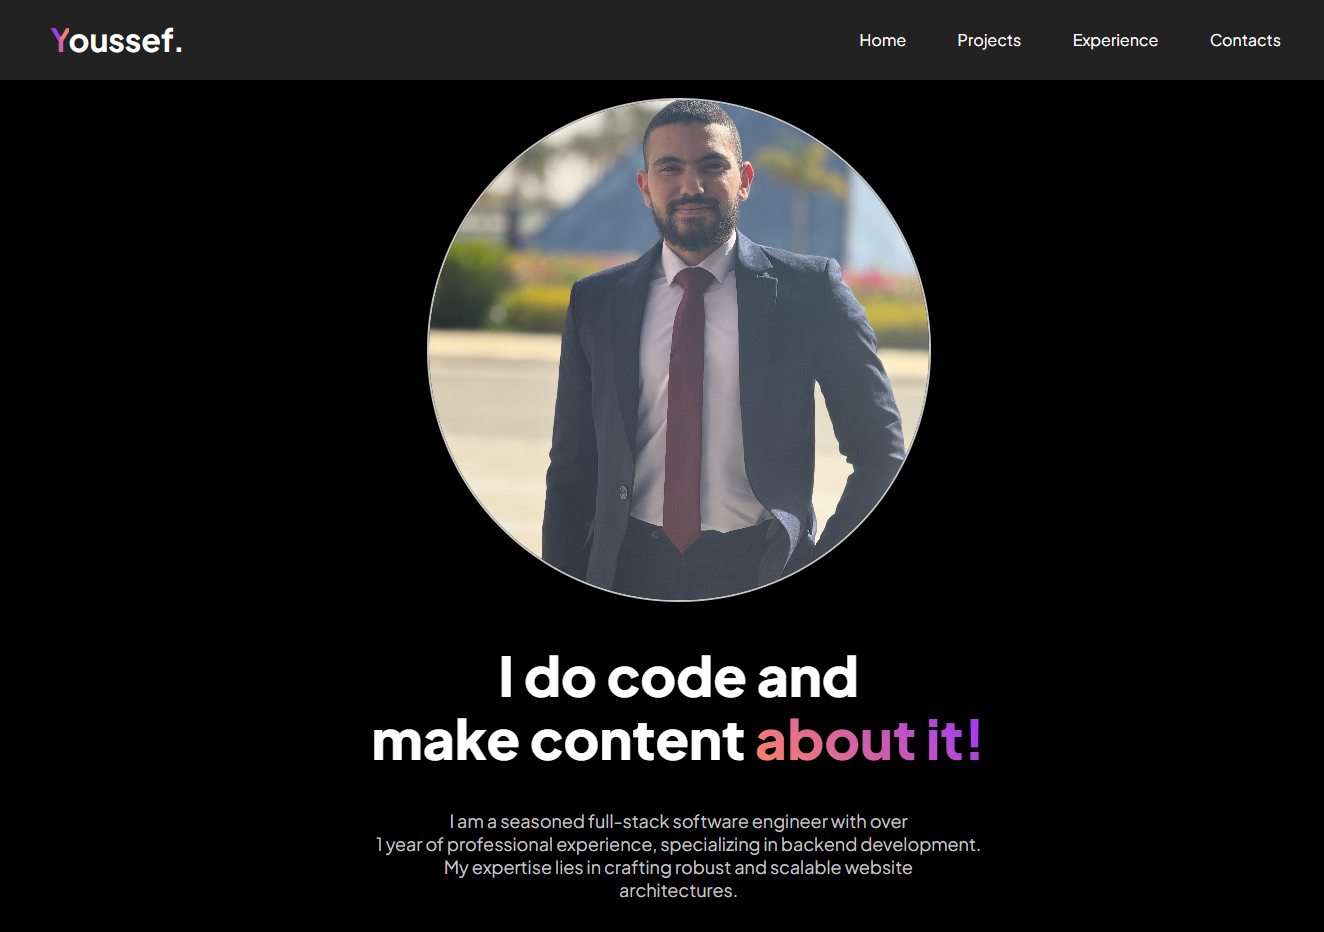 Youssef.
Home Projects Experience Contacts
I do code and
make content about it!
I am a seasoned full-stack software engineer with over
1 year of professional experience, specializing in backend development.
My expertise lies in crafting robust and scalable website
architectures.